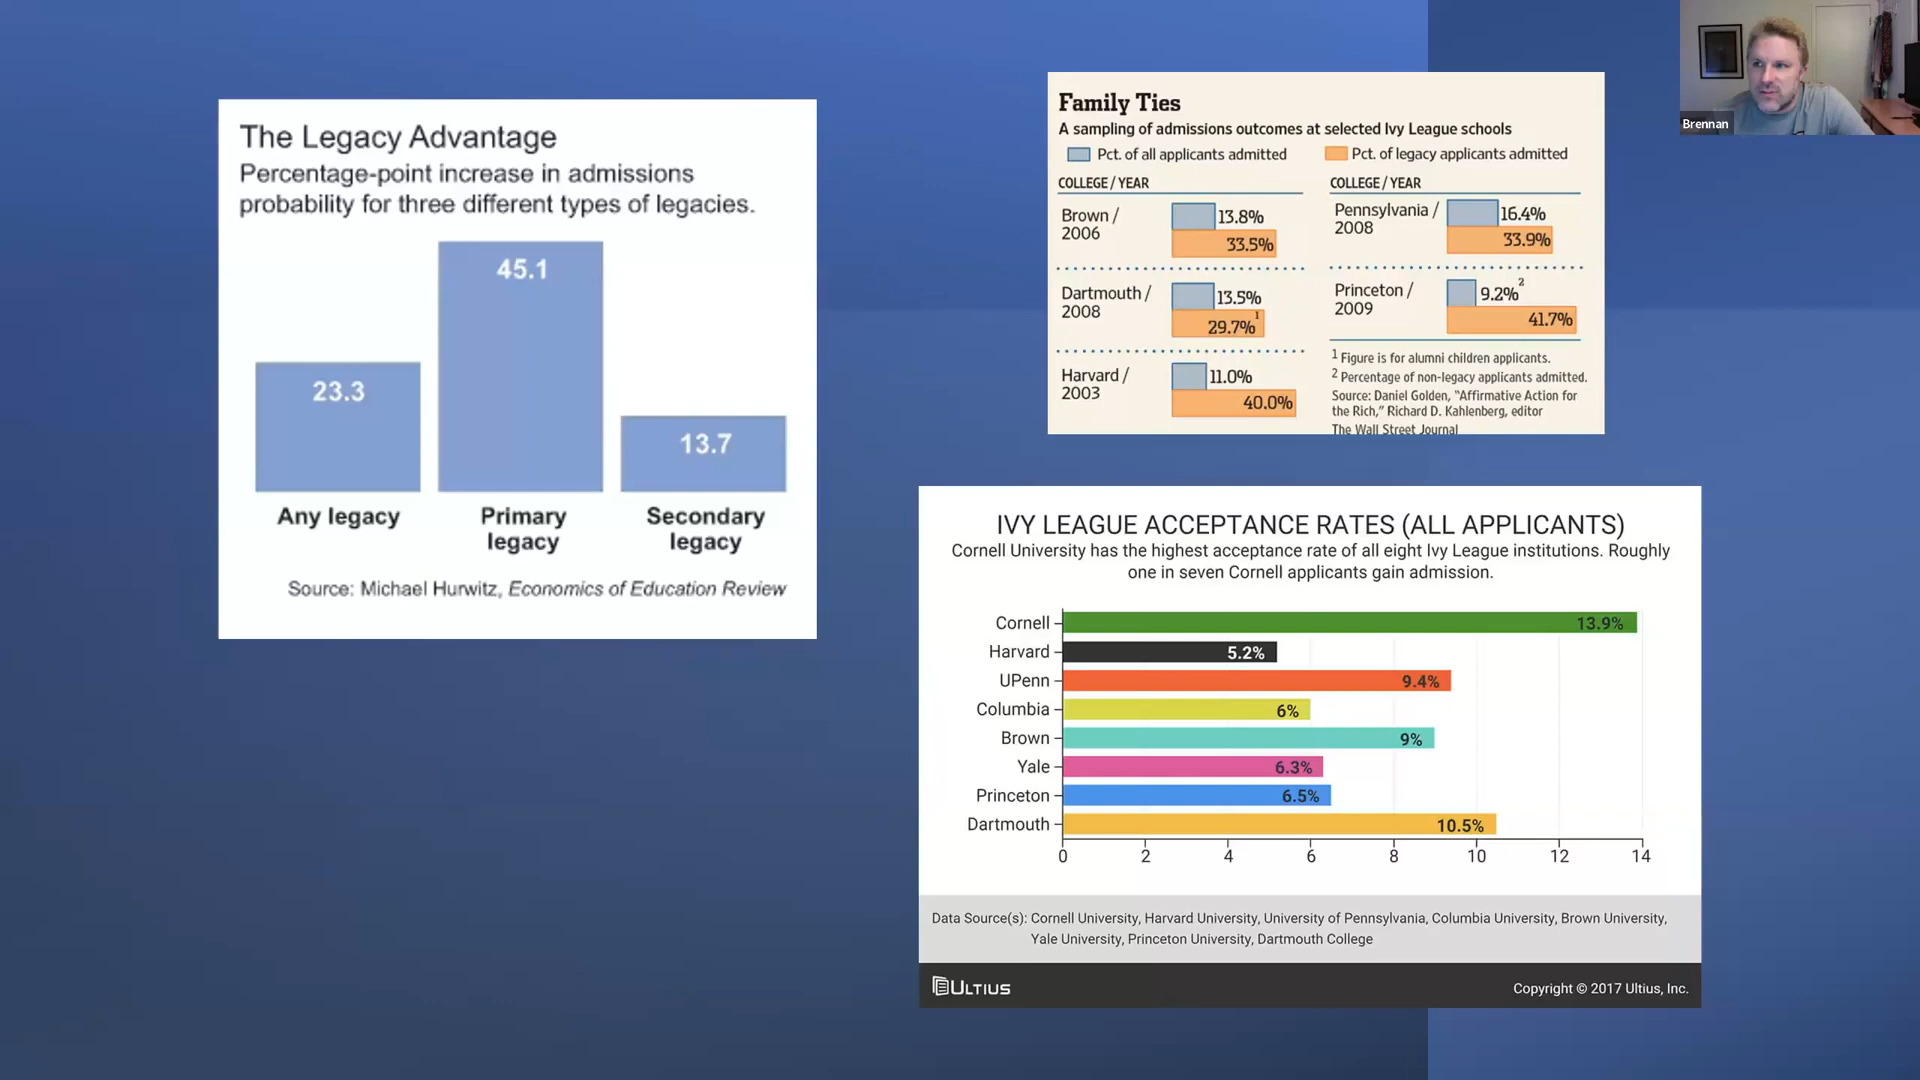 The Legacy Advantage
Percentage-point increase in admissions
probability for three different types of legacies.
23.3
45.1
13.7
Any legacy
Primary
legacy
Secondary
legacy
Source: Michael Hurwitz, Economics of Education Review
Family Ties
A sampling of admissions outcomes at selected Ivy League schools
Pct. of all applicants admitted
Pct. of legacy applicants admitted
COLLEGE / YEAR
Brown /
2006
13.8%
33.5%
Dartmouth /
2008
13.5%
29.7%1
Harvard /
2003
11.0%
40.0%
COLLEGE / YEAR
Pennsylvania /
2008
16.4%
33.9%
Princeton /
2009
9.2%2
41.7%
1 Figure is for alumni children applicants.
2 Percentage of non-legacy applicants admitted.
Source: Daniel Golden, "Affirmative Action for
the Rich," Richard D. Kahlenberg, editor
The Wall Street Journal
Brennan
IVY LEAGUE ACCEPTANCE RATES (ALL APPLICANTS)
Cornell University has the highest acceptance rate of all eight Ivy League institutions. Roughly
one in seven Cornell applicants gain admission.
Cornell 13.9%
Harvard 5.2%
UPenn 9.4%
Columbia 6%
Brown 9%
Yale 6.3%
Princeton 6.5%
Dartmouth 10.5%
0 2 4 6 8 10 12 14
Data Source(s): Cornell University, Harvard University, University of Pennsylvania, Columbia University, Brown University,
Yale University, Princeton University, Dartmouth College
ULTIUS
Copyright © 2017 Ultius, Inc.